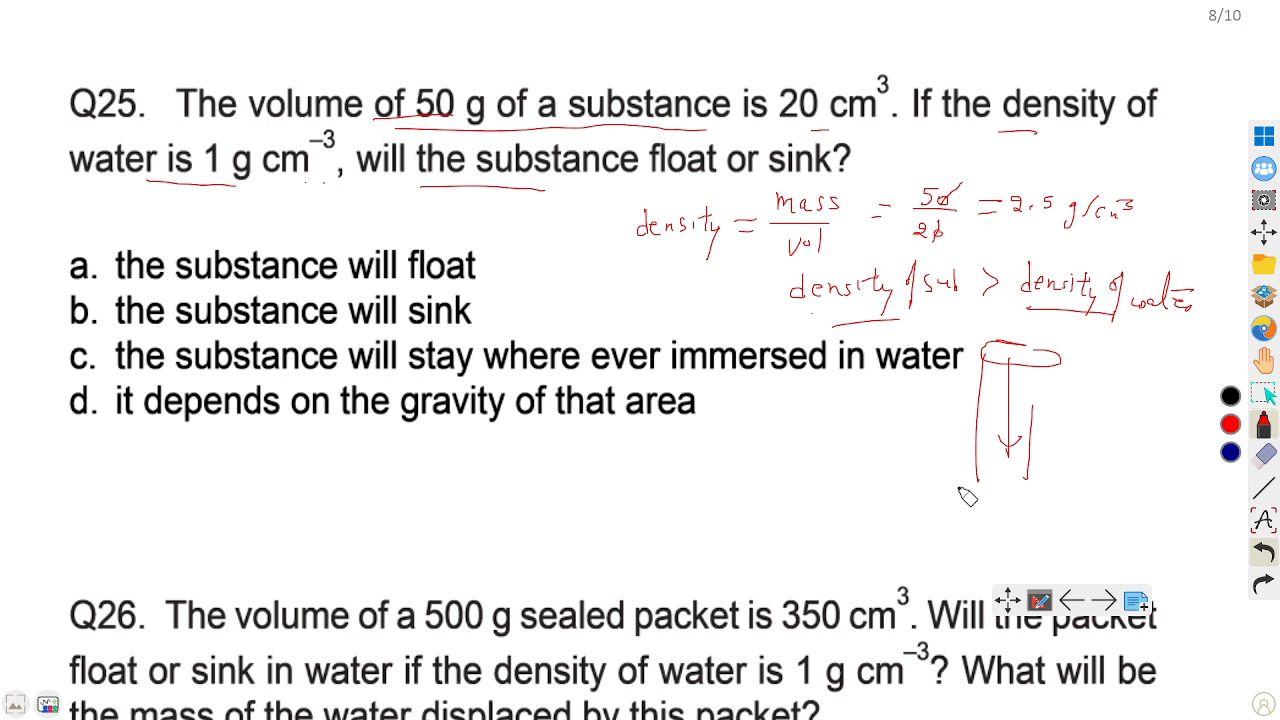 8/10
Q25. The volume of 50 g of a substance is 20 cm³. If the density of
water is 1 g cm⁻³, will the substance float or sink?
density = mass/vol = 50/20 = 2.5 g/cm³
a. the substance will float
density of sub > density of water
b. the substance will sink
c. the substance will stay where ever immersed in water
d. it depends on the gravity of that area
Q26. The volume of a 500 g sealed packet is 350 cm³. Will the packet
float or sink in water if the density of water is 1 g cm⁻³? What will be
the mass of the water displaced by this packet?